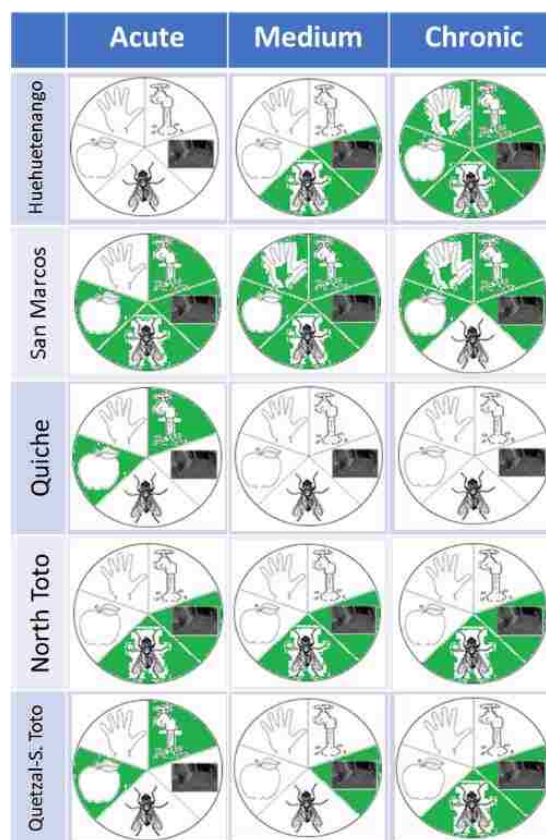 Acute Medium Chronic
Huehuetenango
San Marcos
Quiche
North Toto
Quetzal-S. Toto